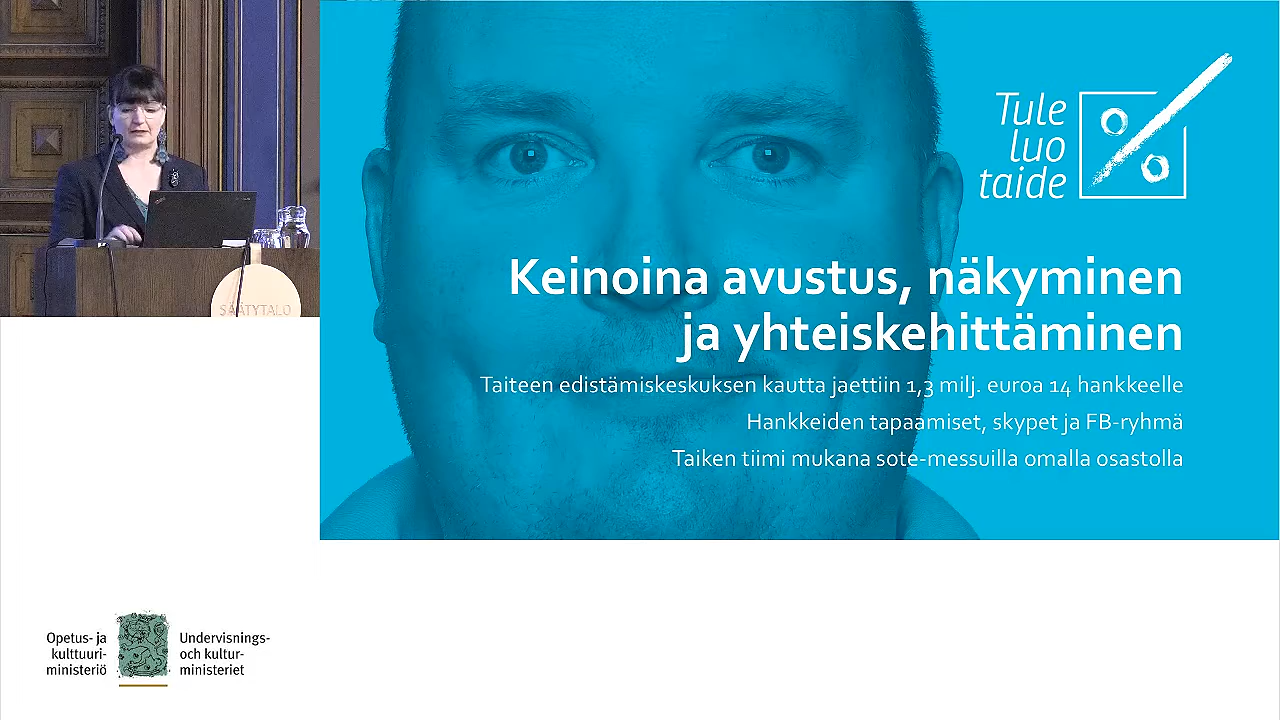 SÄÄTYTALO
Tule
luo
taide
%
Keinoina avustus, näkyminen
ja yhteiskehittäminen
Taiteen edistämiskeskuksen kautta jaettiin 1,3 milj. euroa 14 hankkeelle
Hankkeiden tapaamiset, skypet ja FB-ryhmä
Taiken tiimi mukana sote-messuilla omalla osastolla
Opetus- ja
kulttuuri-
ministeriö
Undervisnings-
och kultur-
ministeriet